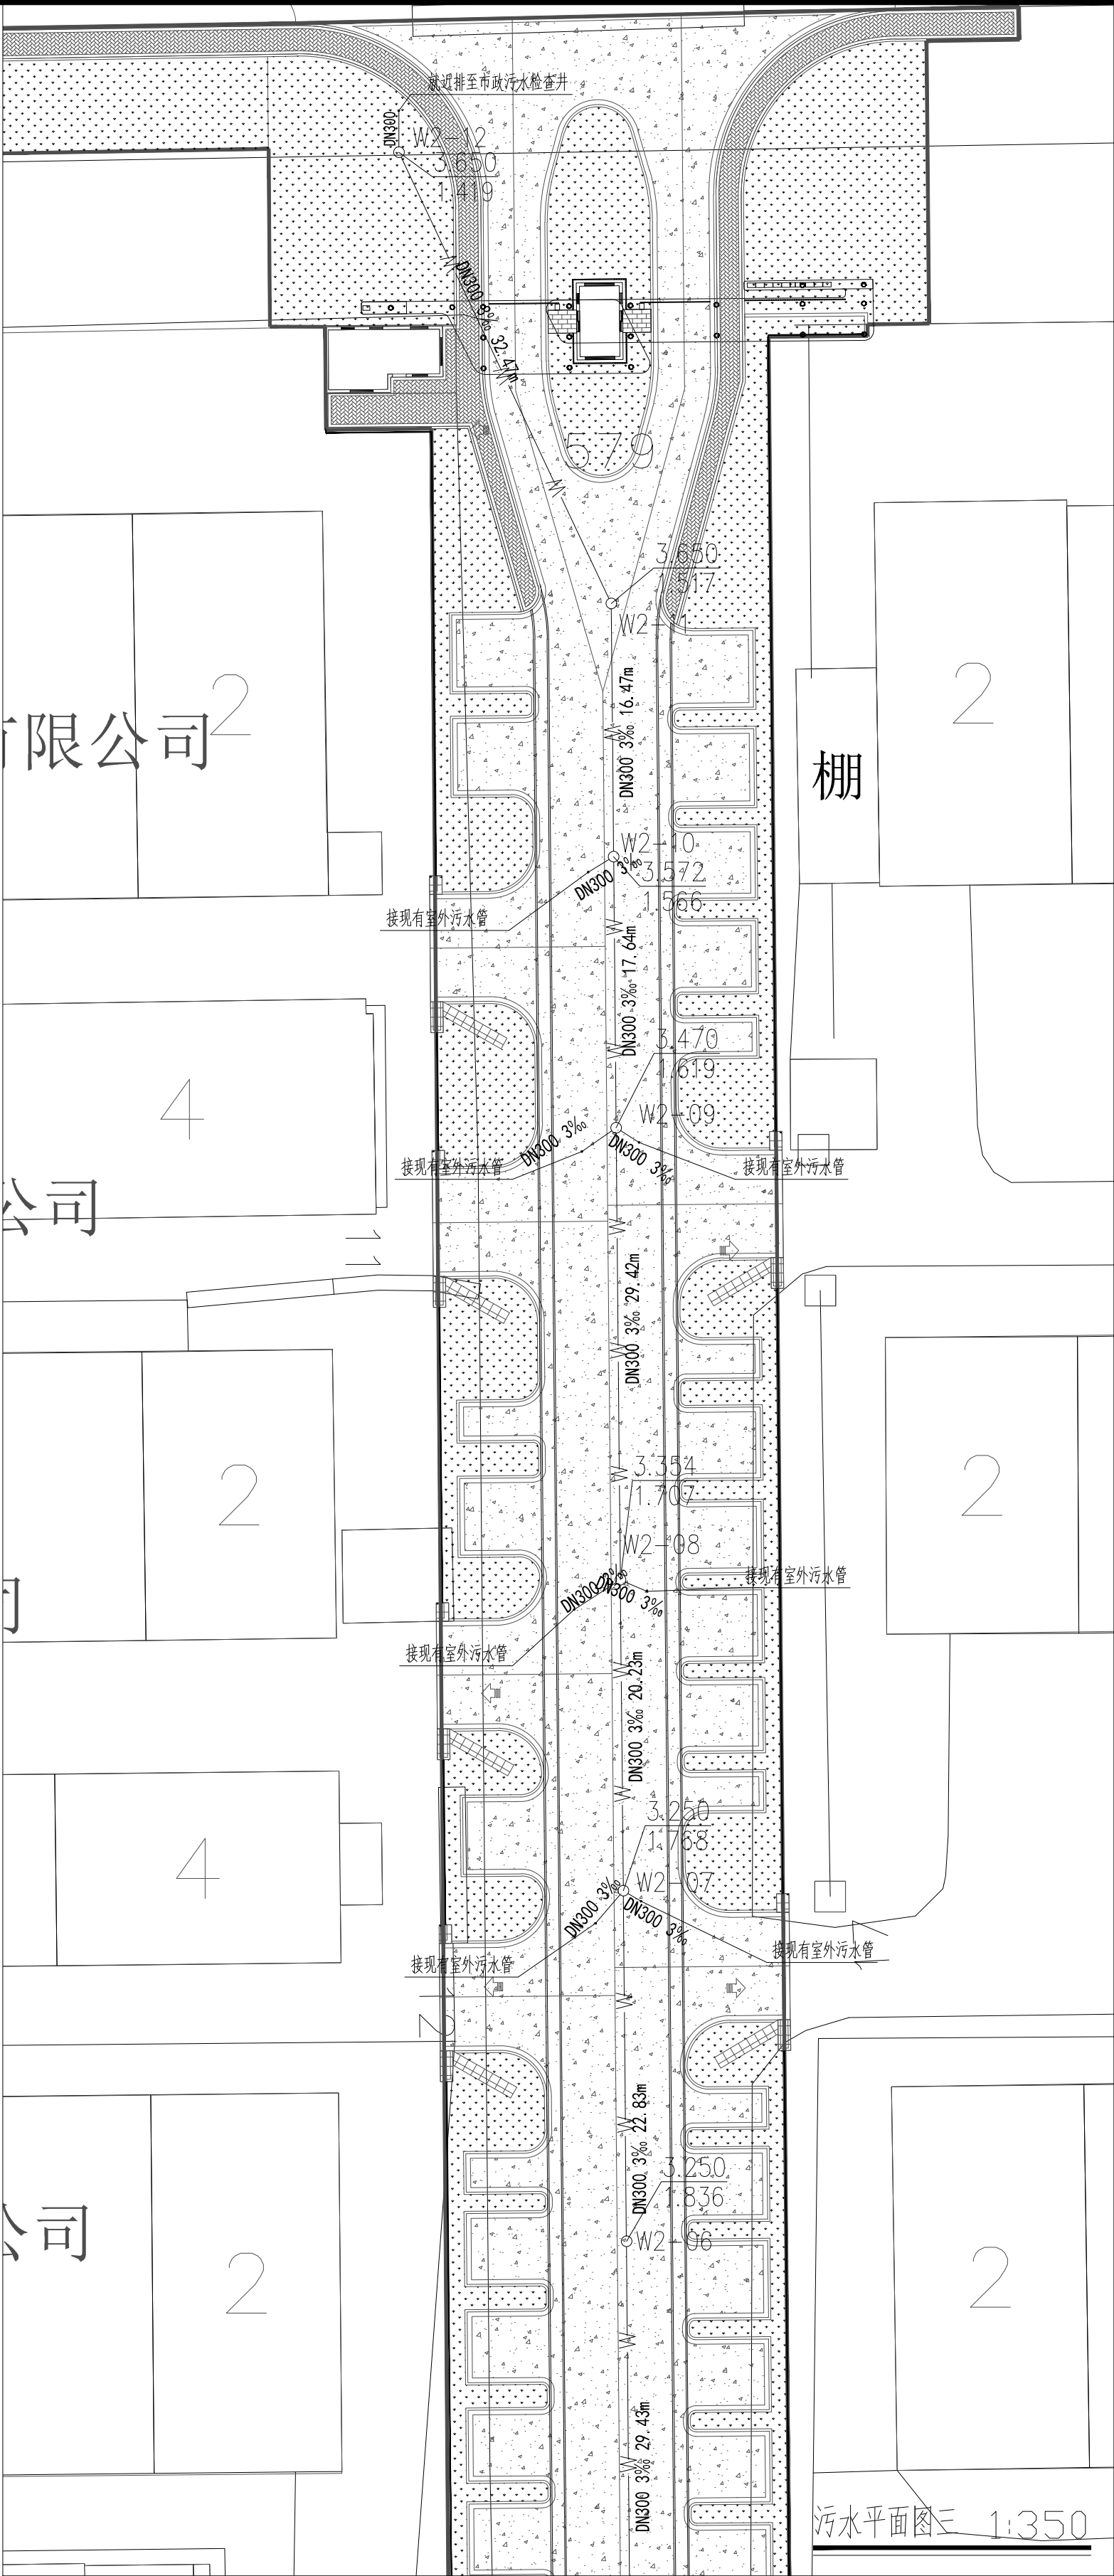 就近排至市政污水检查井
DN300
W2-12
3.650
1.419
DN300 3‰ 32.47m
579
3.650
1.517
W2-11
DN300 3‰ 16.47m
2
2
有限公司
棚
W2-10
3.572
1.566
DN300 3‰
接现有室外污水管
DN300 3‰ 17.64m
3.470
1.619
W2-09
4
DN300 3‰
DN300 3‰
接现有室外污水管
接现有室外污水管
公司
11
DN300 3‰ 29.42m
2
2
3.354
1.707
W2-08
DN300 3‰
DN300 3‰
接现有室外污水管
司
接现有室外污水管
DN300 3‰ 20.23m
3.250
1.768
4
W2-07
DN300 3‰
DN300 3‰
接现有室外污水管
接现有室外污水管
DN300 3‰ 22.83m
3.250
1.836
W2-06
公司
2
2
DN300 3‰ 29.43m
污水平面图三 1:350